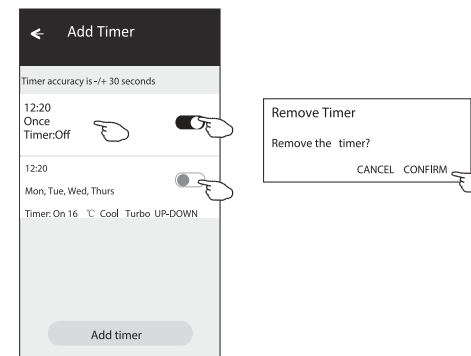 Add Timer
Timer accuracy is -/+ 30 seconds
12:20
Once
Timer:Off
12:20
Mon, Tue, Wed, Thurs
Timer: On 16 ℃ Cool Turbo UP-DOWN
Add timer
Remove Timer
Remove the timer?
CANCEL CONFIRM